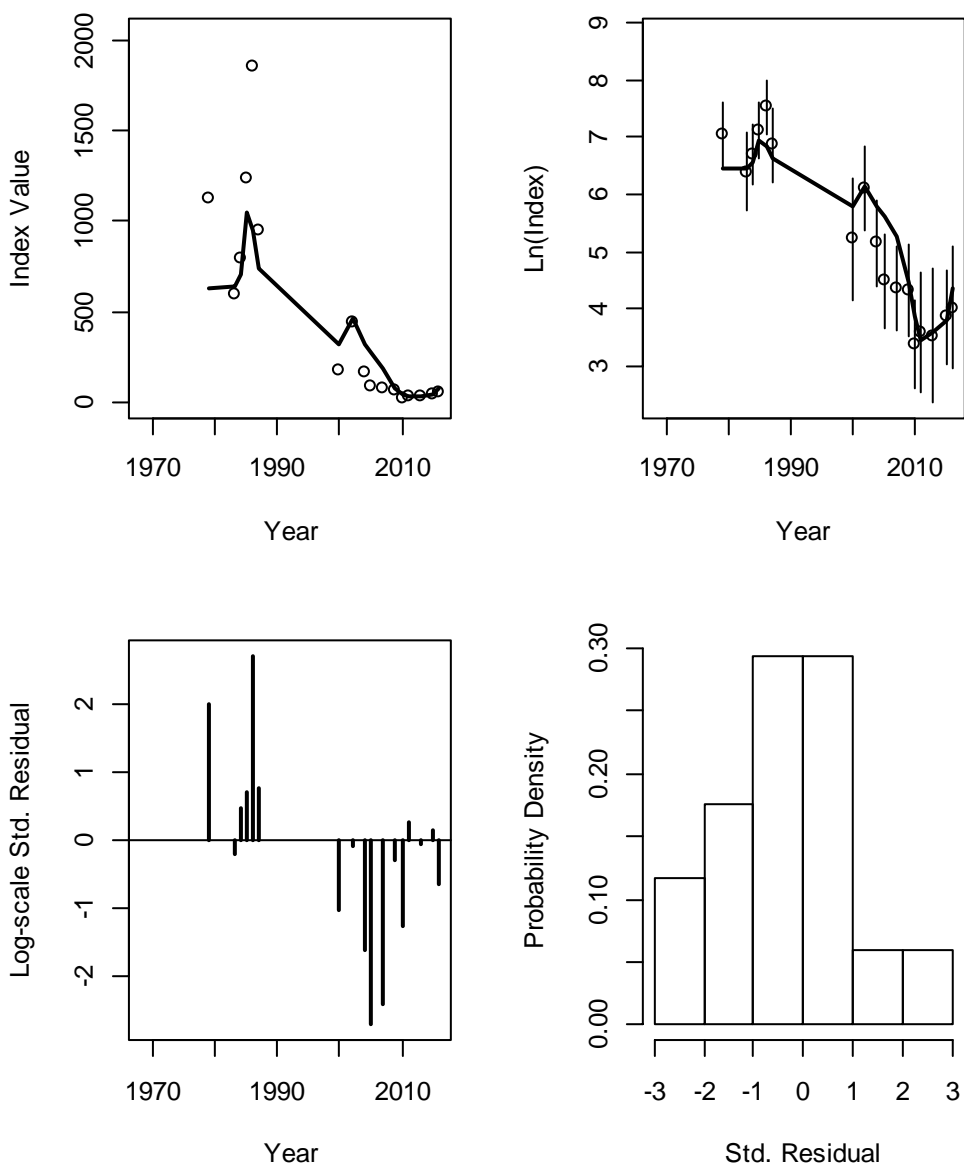 Index Value
0 500 1000 1500 2000
1970 1990 2010
Year
Ln(Index)
3 4 5 6 7 8 9
1970 1990 2010
Year
Log-scale Std. Residual
-2 -1 0 1 2
1970 1990 2010
Year
Probability Density
0.00 0.10 0.20 0.30
-3 -2 -1 0 1 2 3
Std. Residual